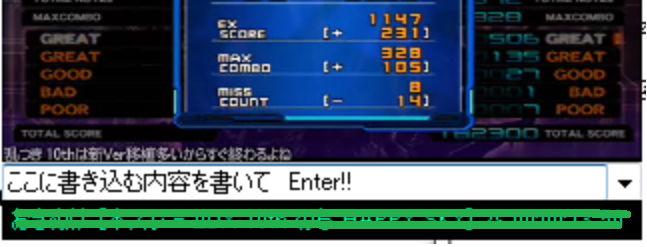 MAXCOMBO MAXCOMBO
EX SCORE 1147 [+ 231]
MAX COMBO 328 [+ 105]
MISS COUNT 8 [- 14]
328
GREAT 506 GREAT
GREAT 135 GREAT
GOOD GOOD
BAD BAD
POOR POOR
TOTAL SCORE TOTAL SCORE
10thは新Ver移植多いからすぐ終わるよね
ここに書き込む内容を書いて Enter!!